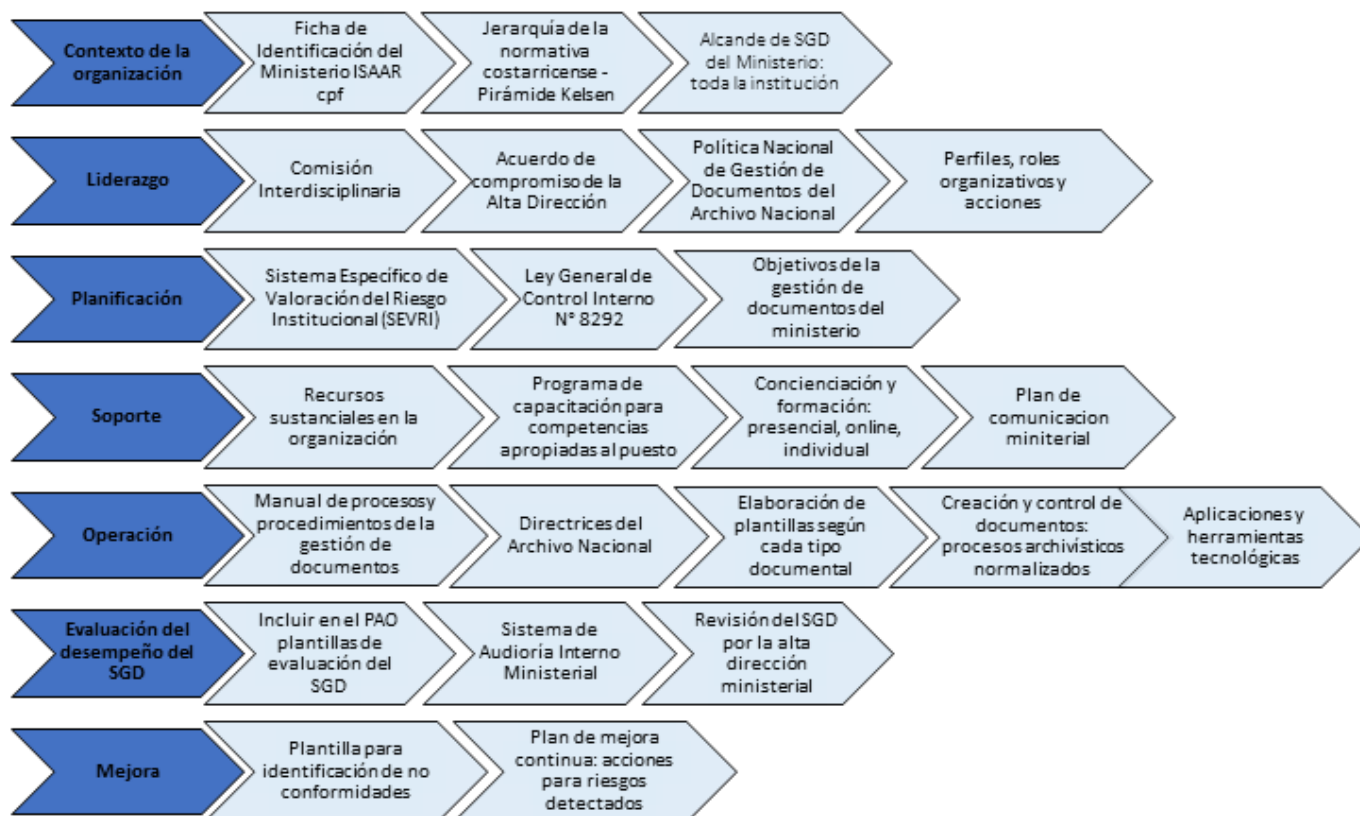 Contexto de la
organización
Ficha de
Identificación del
Ministerio ISAAR
cpf
Jerarquía de la
normativa
costarricense -
Pirámide Kelsen
Alcande de SGD
del Ministerio:
toda la institución
Liderazgo
Comisión
Interdisciplinaria
Acuerdo de
compromiso de la
Alta Dirección
Política Nacional
de Gestión de
Documentos del
Archivo Nacional
Perfiles, roles
organizativos y
acciones
Planificación
Sistema Específico de
Valoración del Riesgo
Institucional (SEVRI)
Ley General de
Control Interno
N° 8292
Objetivos de la
gestión de
documentos del
ministerio
Soporte
Recursos
sustanciales en la
organización
Programa de
capacitación para
competencias
apropiadas al puesto
Concienciación y
formación:
presencial, online,
individual
Plan de
comunicacion
miniterial
Operación
Manual de procesos y
procedimientos de la
gestión de
documentos
Directrices del
Archivo Nacional
Elaboración de
plantillas según
cada tipo
documental
Creación y control de
documentos:
procesos archivísticos
normalizados
Aplicaciones y
herramientas
tecnológicas
Evaluación del
desempeño del
SGD
Incluir en el PAO
plantillas de
evaluación del
SGD
Sistema de
Audioría Interno
Ministerial
Revisión del SGD
por la alta
dirección
ministerial
Mejora
Plantilla para
identificación de no
conformidades
Plan de mejora
continua: acciones
para riesgos
detectados